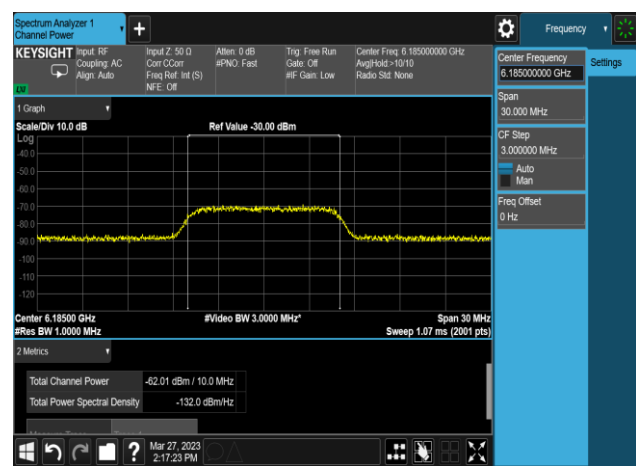 Spectrum Analyzer 1
Channel Power
Frequency
KEYSIGHT
Input: RF
Coupling: AC
Align: Auto
Input Z: 50 Ω
Corr CCorr
Freq Ref: Int (S)
NFE: Off
Atten: 0 dB
#PNO: Fast
Trig: Free Run
Gate: Off
#IF Gain: Low
Center Freq: 6.185000000 GHz
Avg|Hold:>10/10
Radio Std: None
LXI
Center Frequency
6.185000000 GHz
Settings
Span
30.000 MHz
CF Step
3.000000 MHz
Auto
Man
Freq Offset
0 Hz
1 Graph
Scale/Div 10.0 dB
Ref Value -30.00 dBm
Log
-40.0
-50.0
-60.0
-70.0
-80.0
-90.0
-100
-110
-120
Center 6.18500 GHz
#Video BW 3.0000 MHz*
Span 30 MHz
#Res BW 1.0000 MHz
Sweep 1.07 ms (2001 pts)
2 Metrics
Total Channel Power
-62.01 dBm / 10.0 MHz
Total Power Spectral Density
-132.0 dBm/Hz
?
Mar 27, 2023
2:17:23 PM